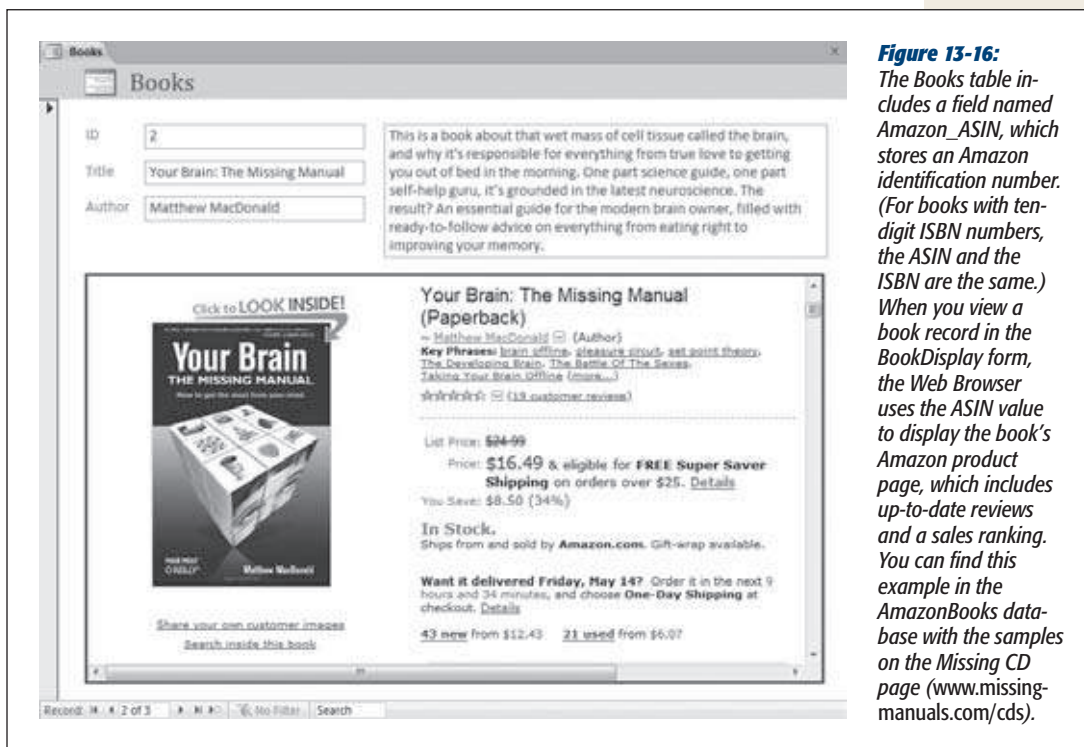 Books
Books
ID
2
Title
Your Brain: The Missing Manual
Author
Matthew MacDonald
This is a book about that wet mass of cell tissue called the brain,
and why it's responsible for everything from true love to getting
you out of bed in the morning. One part science guide, one part
self-help guru, it's grounded in the latest neuroscience. The
result? An essential guide for the modern brain owner, filled with
ready-to-follow advice on everything from eating right to
improving your memory.
Click to LOOK INSIDE!
Your Brain
THE MISSING MANUAL
How to get the most from your mind
O'REILLY
Matthew MacDonald
Share your own customer images
Search inside this book
Your Brain: The Missing Manual
(Paperback)
~ Matthew MacDonald (Author)
Key Phrases: brain offline, pleasure circuit, set point theory,
The Developing Brain, The Battle Of The Sexes,
Taking Your Brain Offline (more...)
(19 customer reviews)
List Price: $24.99
Price: $16.49 & eligible for FREE Super Saver
Shipping on orders over $25. Details
You Save: $8.50 (34%)
In Stock.
Ships from and sold by Amazon.com. Gift-wrap available.
Want it delivered Friday, May 14? Order it in the next 9
hours and 34 minutes, and choose One-Day Shipping at
checkout. Details
43 new from $12.43 21 used from $6.07
Record: 2 of 3 No Filter Search
Figure 13-16:
The Books table in-
cludes a field named
Amazon_ASIN, which
stores an Amazon
identification number.
(For books with ten-
digit ISBN numbers,
the ASIN and the
ISBN are the same.)
When you view a
book record in the
BookDisplay form,
the Web Browser
uses the ASIN value
to display the book's
Amazon product
page, which includes
up-to-date reviews
and a sales ranking.
You can find this
example in the
AmazonBooks data-
base with the samples
on the Missing CD
page (www.missing-
manuals.com/cds).